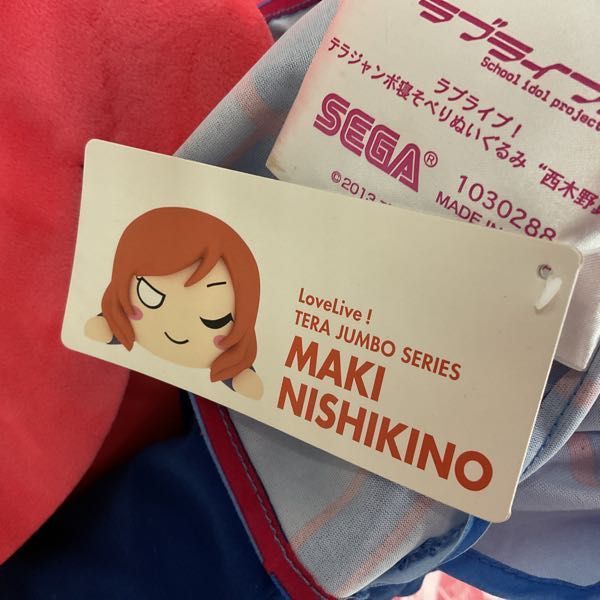 ラブライブ
School idol project
ラブライブ！
テラジャンボ寝そべりぬいぐるみ “西木野
SEGA®
1030288
©2013
MADE IN
LoveLive!
TERA JUMBO SERIES
MAKI
NISHIKINO